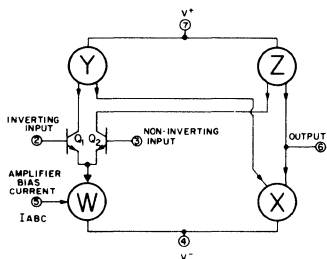 V+
7
Y
Z
INVERTING
INPUT
2
Q1
Q2
3
NON-INVERTING
INPUT
OUTPUT
6
AMPLIFIER
BIAS
CURRENT
5
IABC
W
X
4
V-